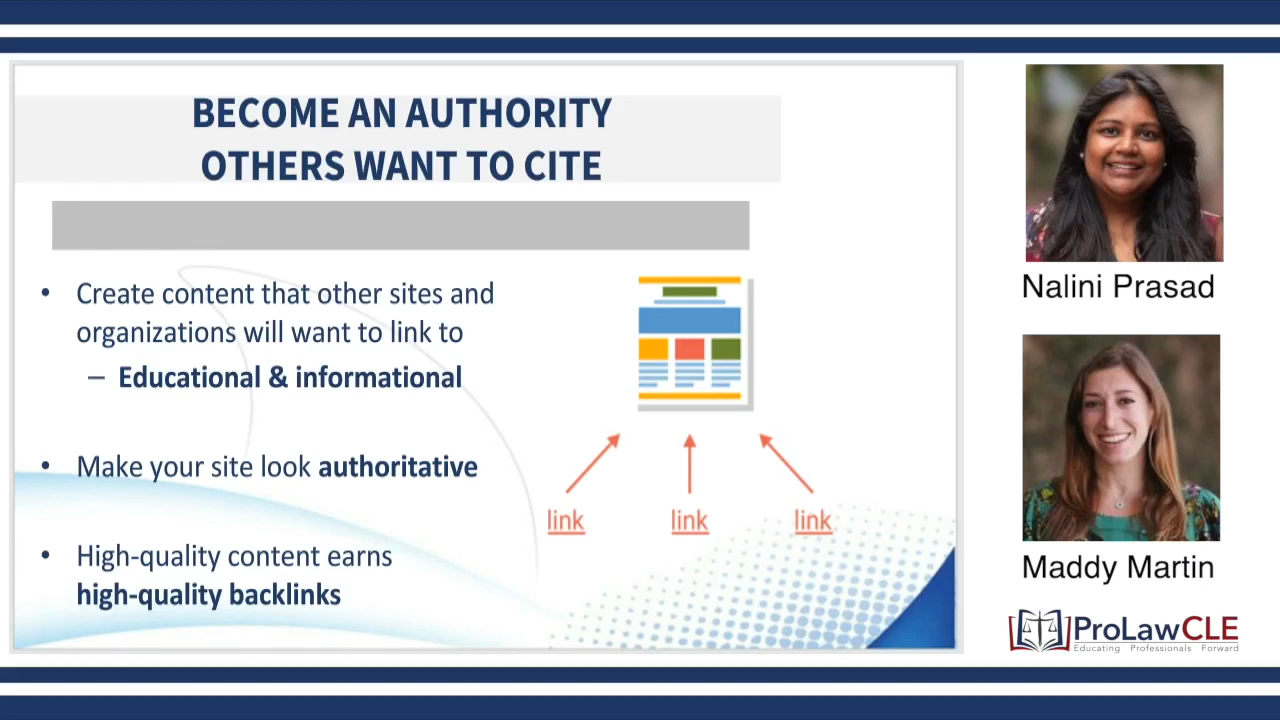 BECOME AN AUTHORITY
OTHERS WANT TO CITE
• Create content that other sites and
organizations will want to link to
– Educational & informational
• Make your site look authoritative
• High-quality content earns
high-quality backlinks
link link link
Nalini Prasad
Maddy Martin
ProLawCLE
Educating Professionals Forward